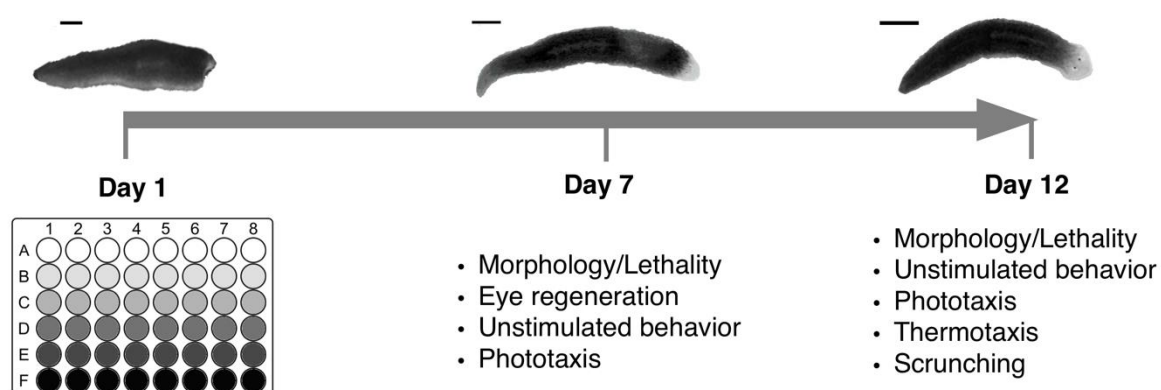 Day 1
Day 7
Day 12
1 2 3 4 5 6 7 8
A
B
C
D
E
F
• Morphology/Lethality
• Eye regeneration
• Unstimulated behavior
• Phototaxis
• Morphology/Lethality
• Unstimulated behavior
• Phototaxis
• Thermotaxis
• Scrunching